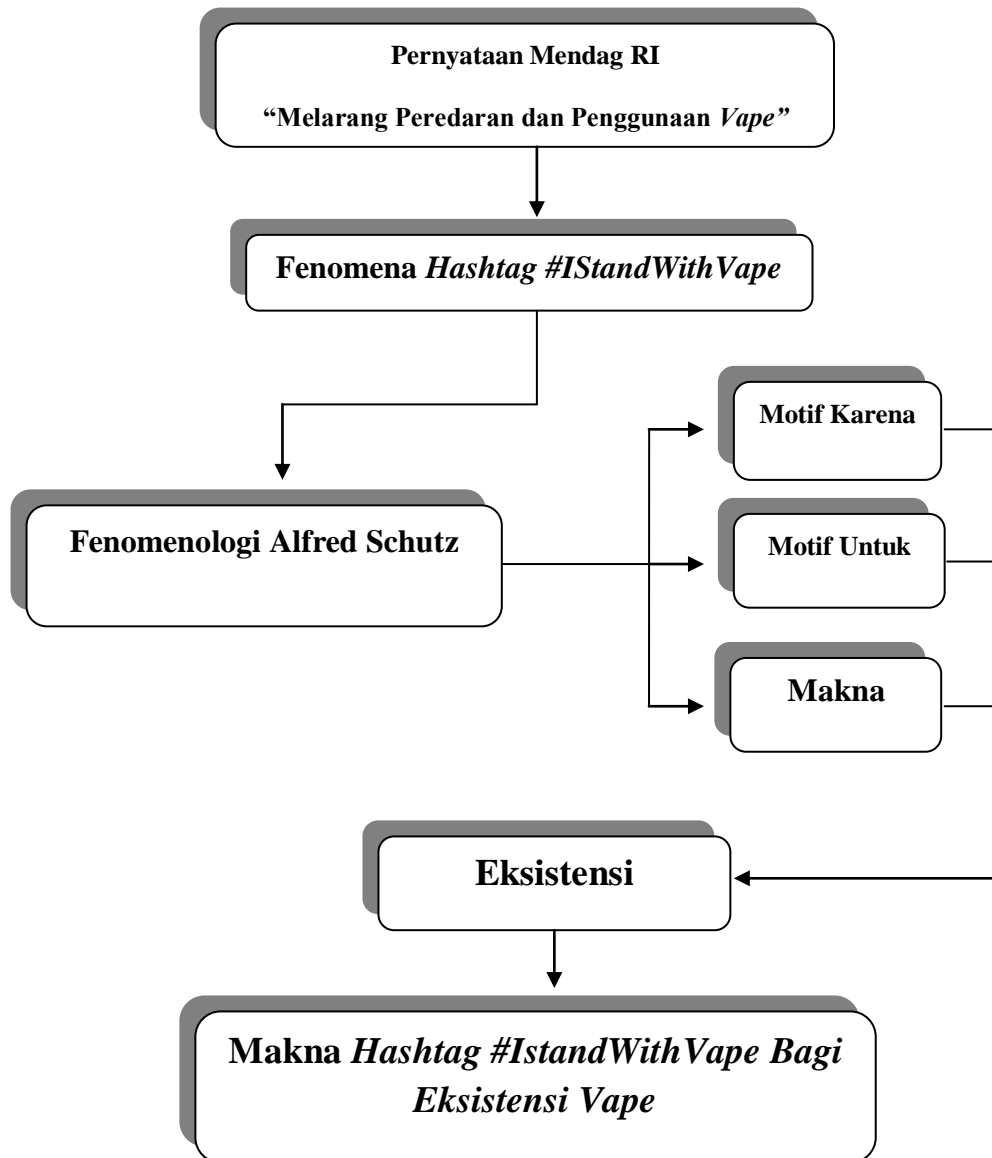 Pernyataan Mendag RI
“Melarang Peredaran dan Penggunaan Vape”
Fenomena Hashtag #IStandWithVape
Motif Karena
Fenomenologi Alfred Schutz
Motif Untuk
Makna
Eksistensi
Makna Hashtag #IstandWithVape Bagi
Eksistensi Vape